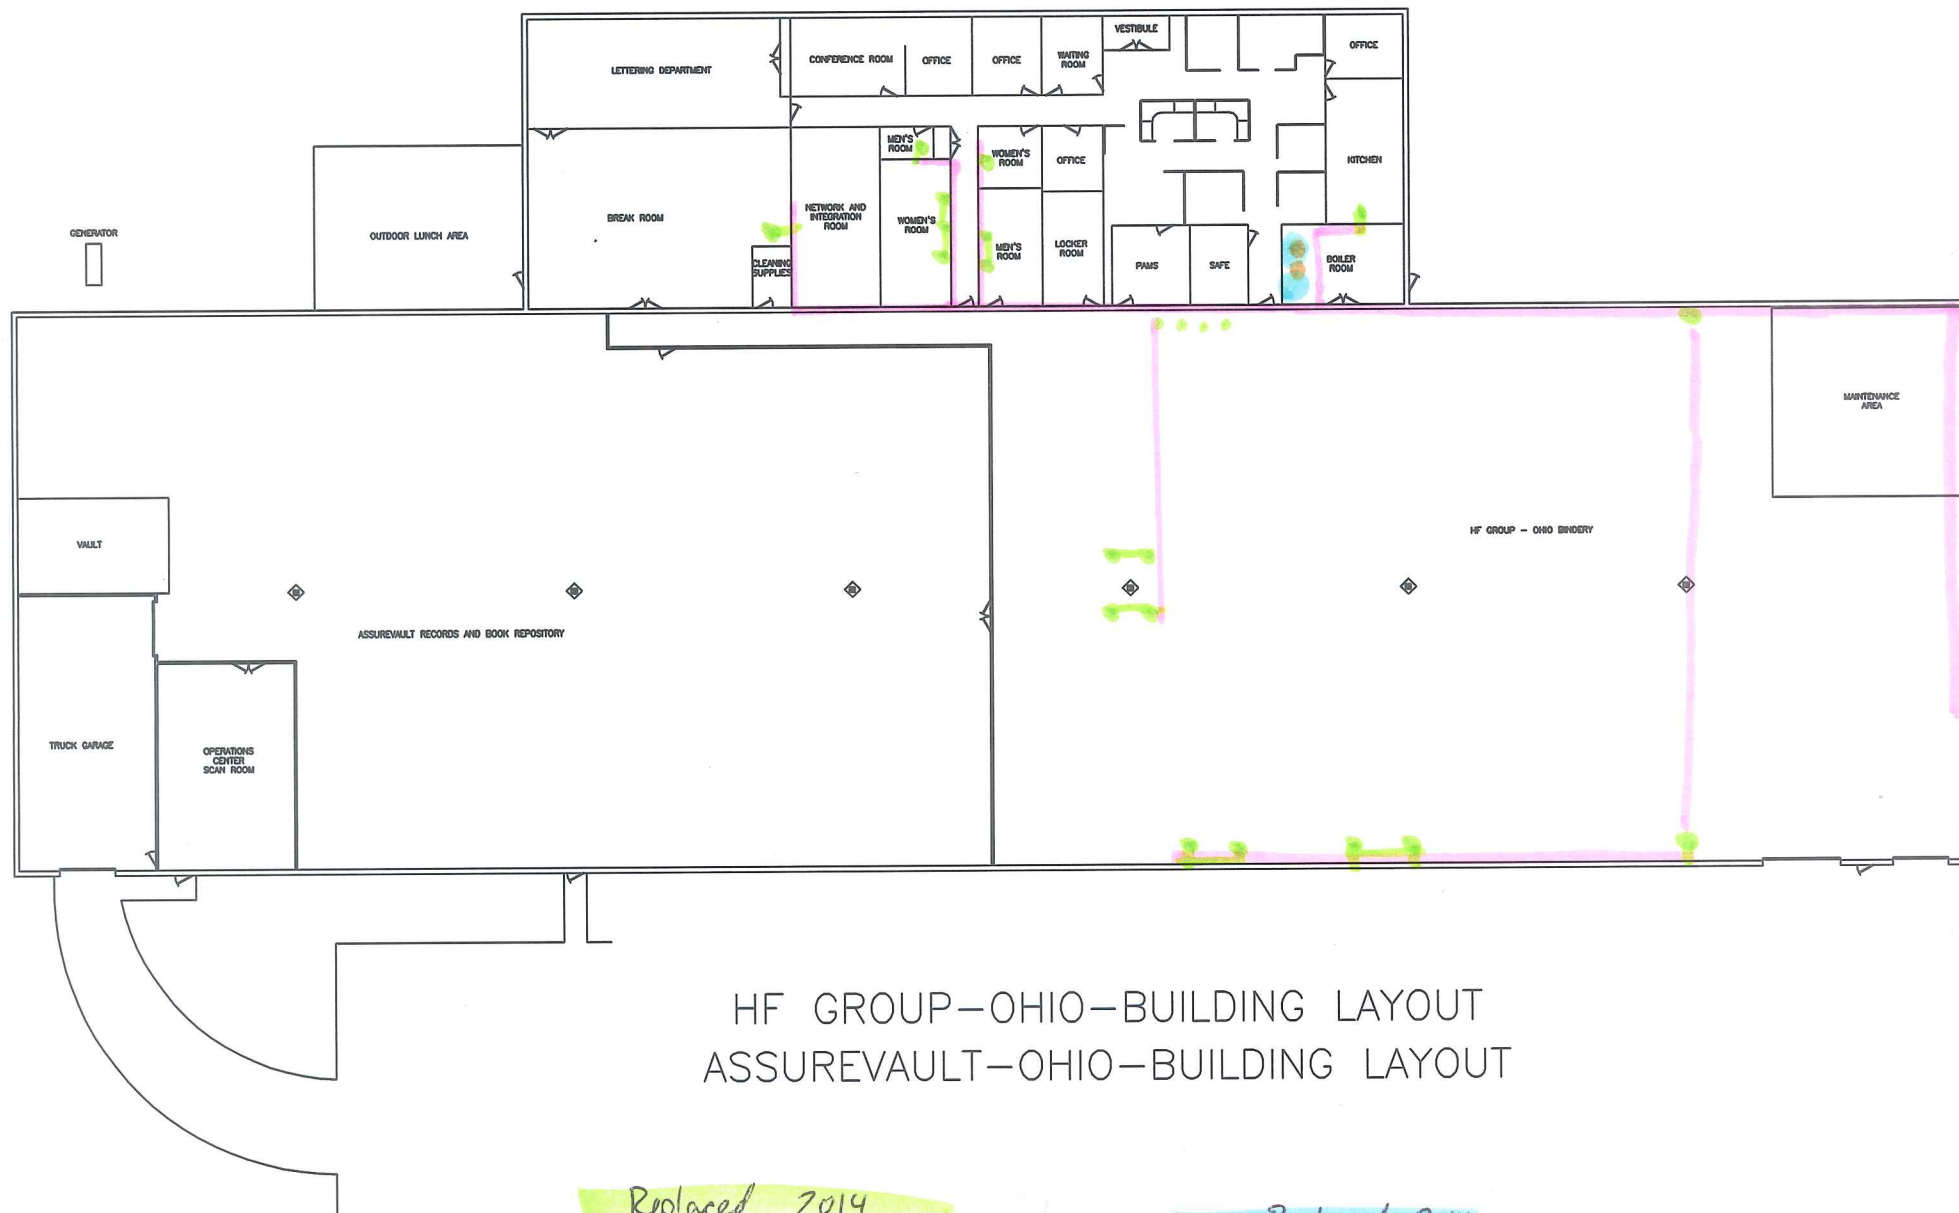 VESTIBULE
LETTERING DEPARTMENT
CONFERENCE ROOM
OFFICE
OFFICE
WAITING
ROOM
OFFICE
MEN'S
ROOM
WOMEN'S
ROOM
OFFICE
KITCHEN
BREAK ROOM
NETWORK AND
INTEGRATION
ROOM
WOMEN'S
ROOM
GENERATOR
OUTDOOR LUNCH AREA
CLEANING
SUPPLIES
MEN'S
ROOM
LOCKER
ROOM
PAMS
SAFE
BOILER
ROOM
MAINTENANCE
AREA
HF GROUP - OHIO BINDERY
VAULT
ASSUREVAULT RECORDS AND BOOK REPOSITORY
TRUCK GARAGE
OPERATIONS
CENTER
SCAN ROOM
HF GROUP-OHIO-BUILDING LAYOUT
ASSUREVAULT-OHIO-BUILDING LAYOUT
Replaced 2014